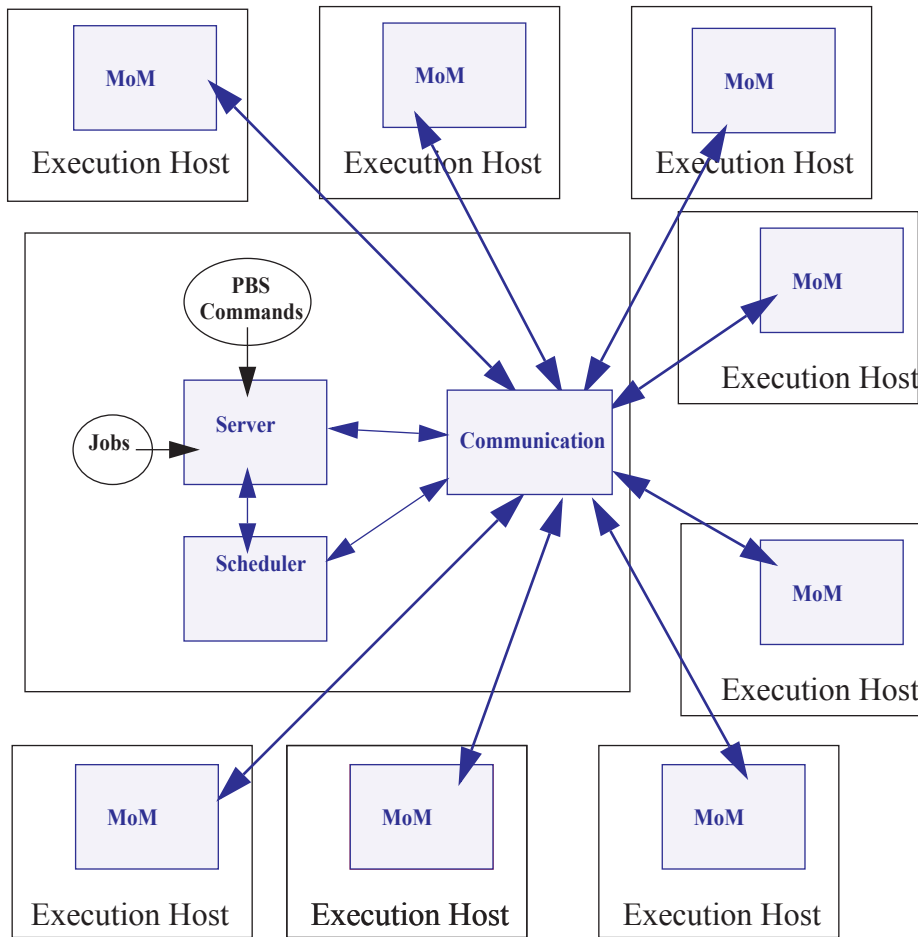 MoM
Execution Host
MoM
Execution Host
MoM
Execution Host
MoM
Execution Host
PBS
Commands
Server
Jobs
Communication
Scheduler
MoM
Execution Host
MoM
Execution Host
MoM
Execution Host
MoM
Execution Host